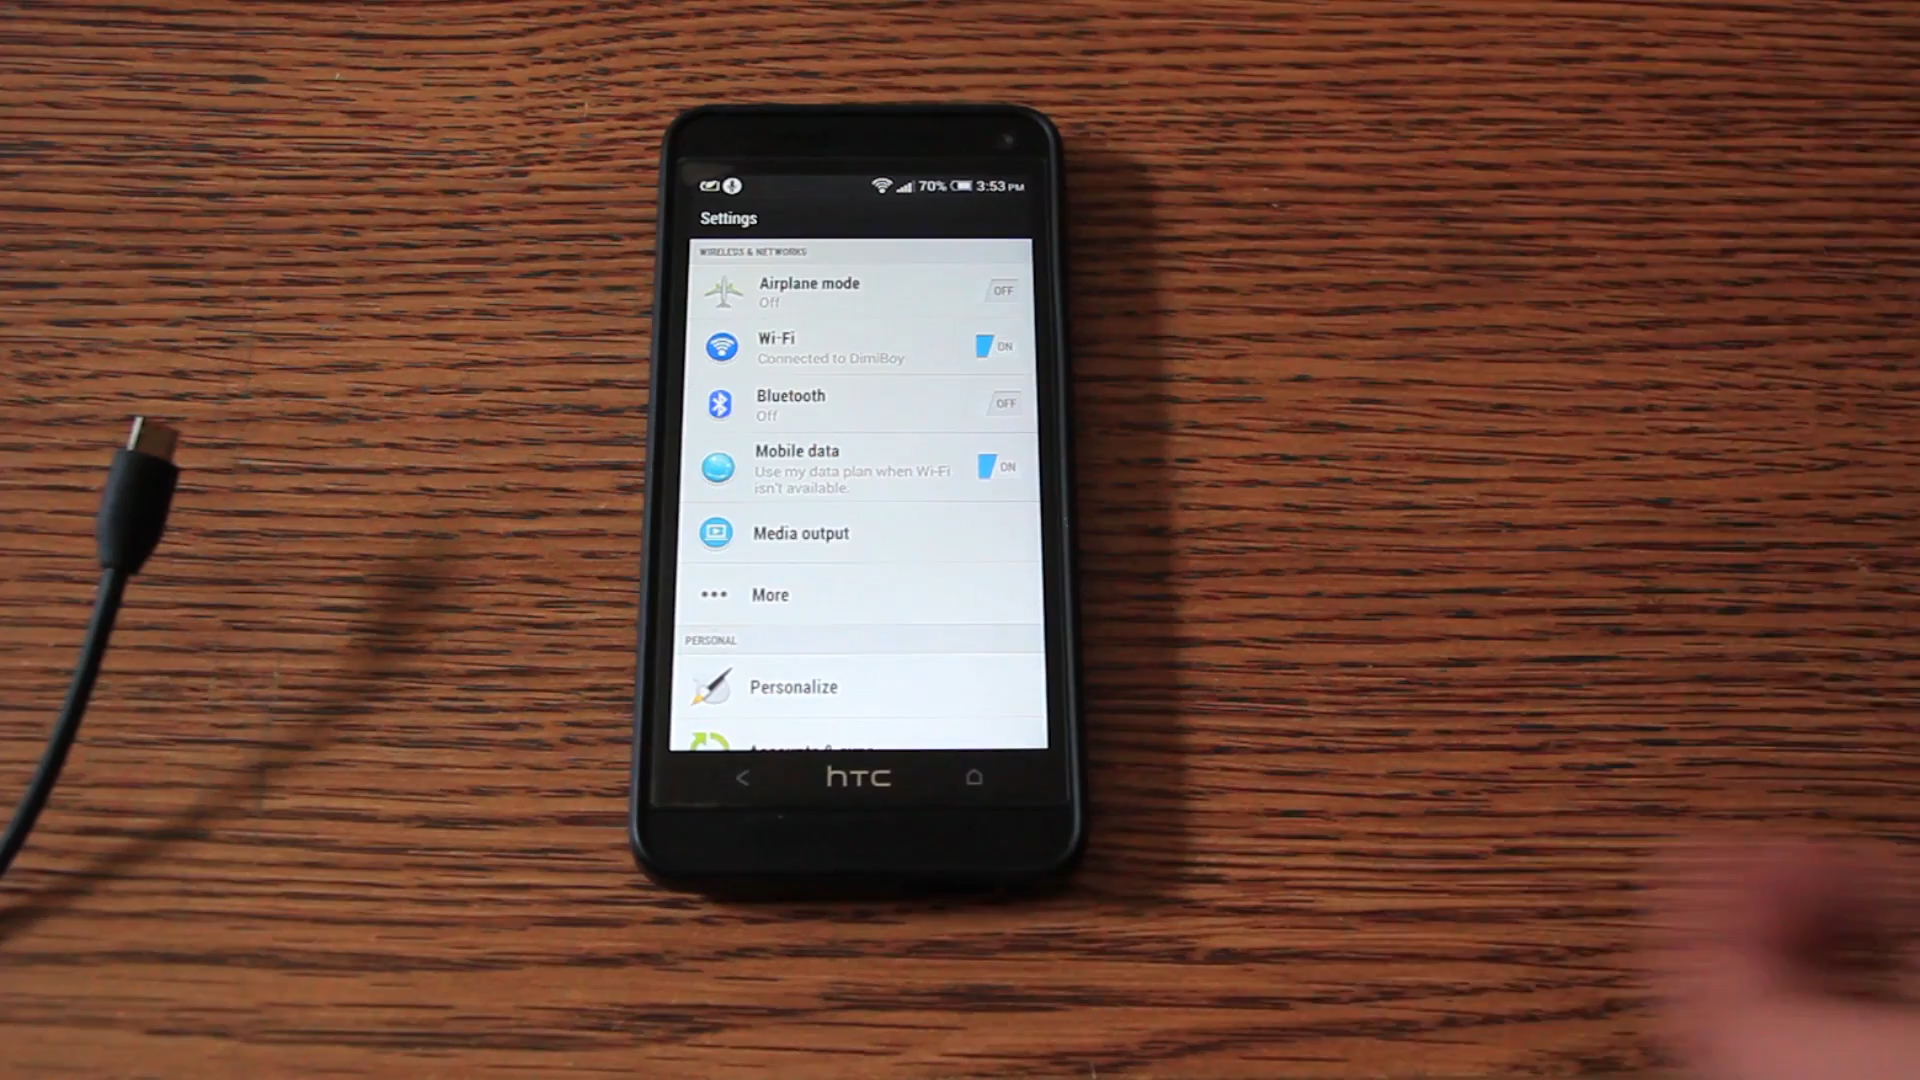 70% 3:53 PM
Settings
WIRELESS & NETWORKS
Airplane mode
Off
OFF
Wi-Fi
Connected to DimiBoy
ON
Bluetooth
Off
OFF
Mobile data
Use my data plan when Wi-Fi
isn't available.
ON
Media output
More
PERSONAL
Personalize
hTC